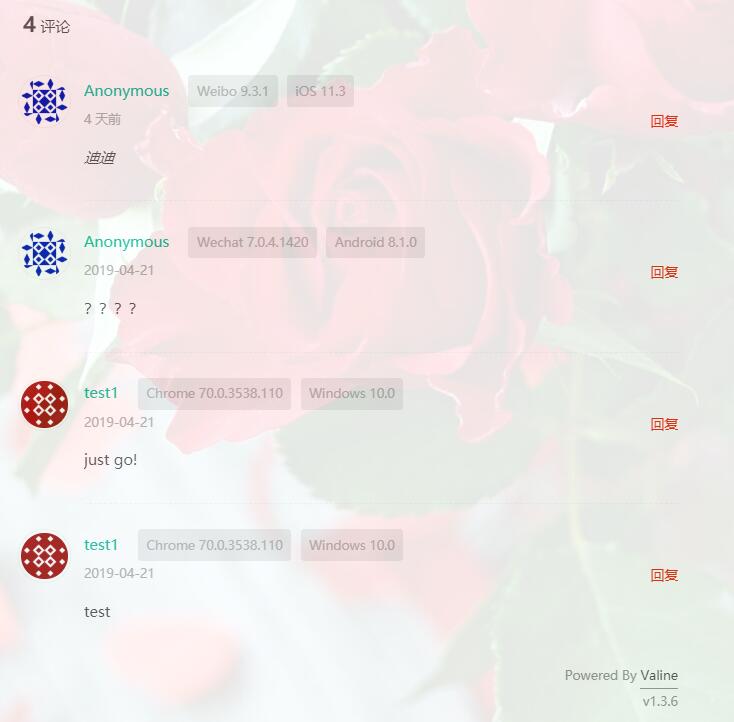 4 评论
Anonymous Weibo 9.3.1 iOS 11.3
4 天前
回复
迪迪
Anonymous Wechat 7.0.4.1420 Android 8.1.0
2019-04-21
回复
？？？？
test1 Chrome 70.0.3538.110 Windows 10.0
2019-04-21
回复
just go!
test1 Chrome 70.0.3538.110 Windows 10.0
2019-04-21
回复
test
Powered By Valine
v1.3.6